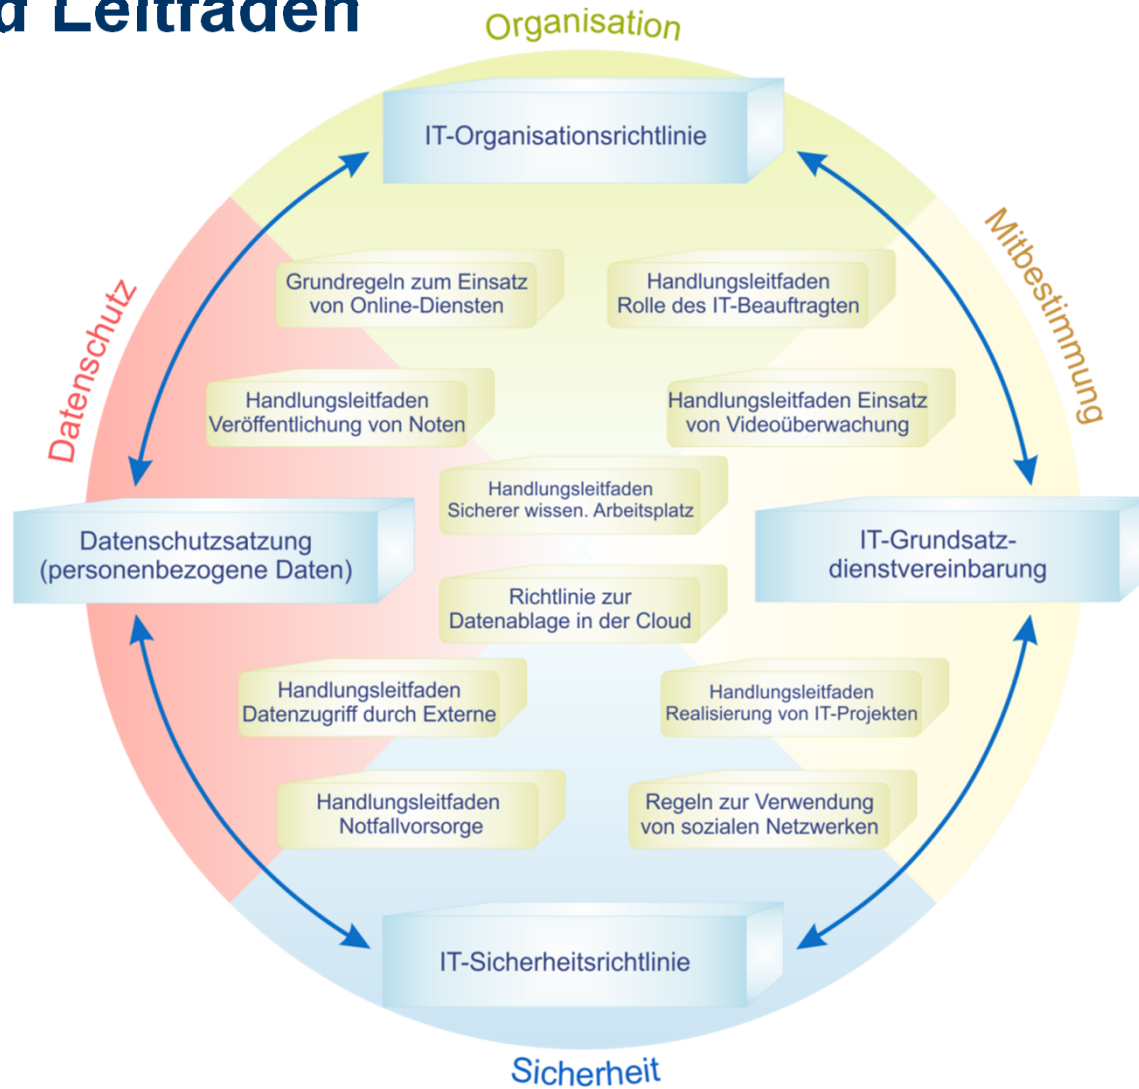 d Leitfäden
Organisation
IT-Organisationsrichtlinie
Mitbestimmung
Datenschutz
Grundregeln zum Einsatz
von Online-Diensten
Handlungsleitfaden
Rolle des IT-Beauftragten
Handlungsleitfaden
Veröffentlichung von Noten
Handlungsleitfaden Einsatz
von Videoüberwachung
Handlungsleitfaden
Sicherer wissen. Arbeitsplatz
Datenschutzsatzung
(personenbezogene Daten)
IT-Grundsatz-
dienstvereinbarung
Richtlinie zur
Datenablage in der Cloud
Handlungsleitfaden
Datenzugriff durch Externe
Handlungsleitfaden
Realisierung von IT-Projekten
Handlungsleitfaden
Notfallvorsorge
Regeln zur Verwendung
von sozialen Netzwerken
IT-Sicherheitsrichtlinie
Sicherheit